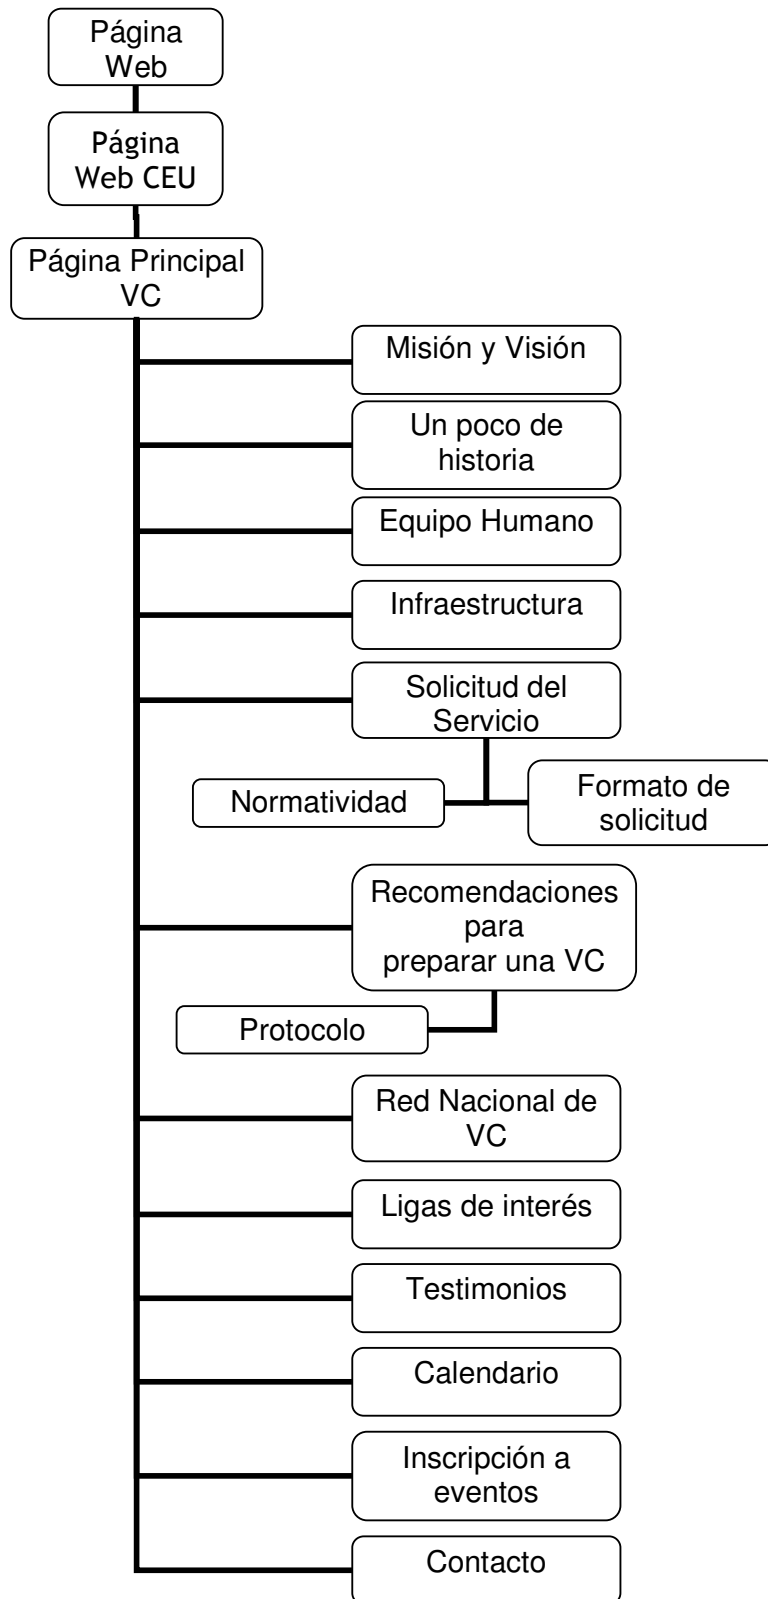 Página
Web
Página
Web CEU
Página Principal
VC
Misión y Visión
Un poco de
historia
Equipo Humano
Infraestructura
Solicitud del
Servicio
Normatividad
Formato de
solicitud
Recomendaciones
para
preparar una VC
Protocolo
Red Nacional de
VC
Ligas de interés
Testimonios
Calendario
Inscripción a
eventos
Contacto